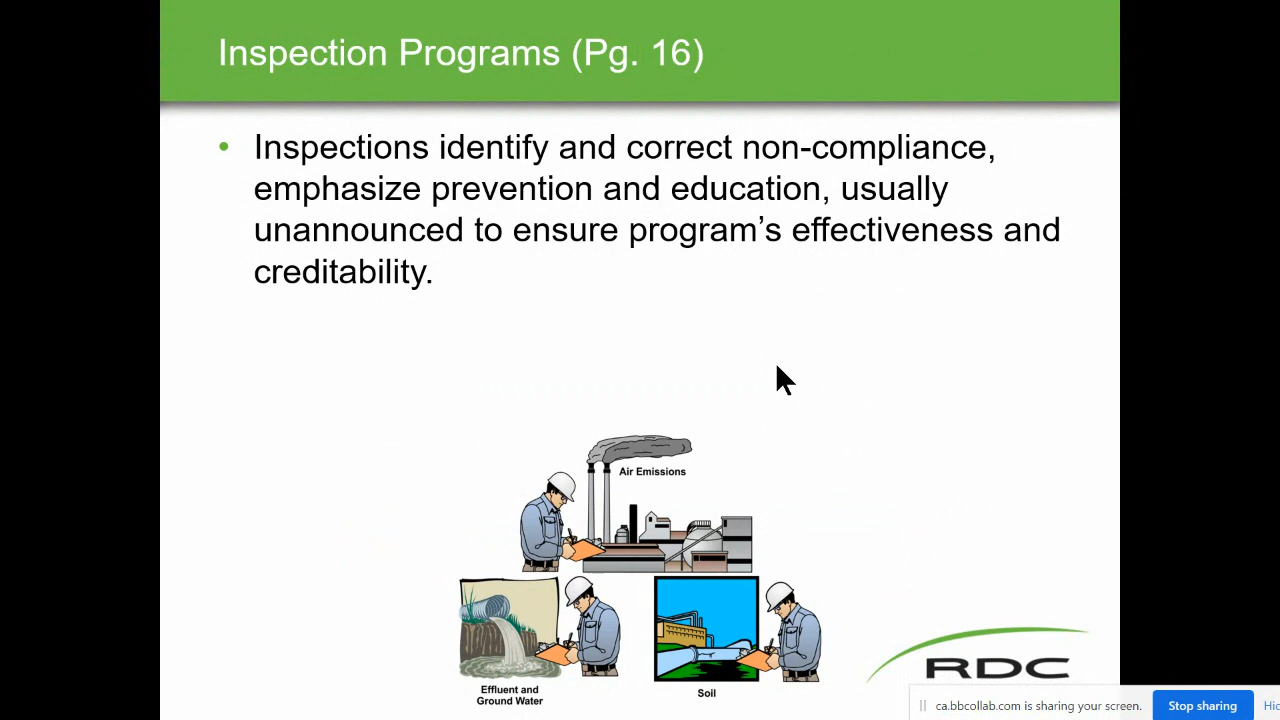 Inspection Programs (Pg. 16)
• Inspections identify and correct non-compliance,
emphasize prevention and education, usually
unannounced to ensure program’s effectiveness and
creditability.
Air Emissions
Effluent and
Ground Water
Soil
RDC
ca.bbcollab.com is sharing your screen.
Stop sharing
Hic